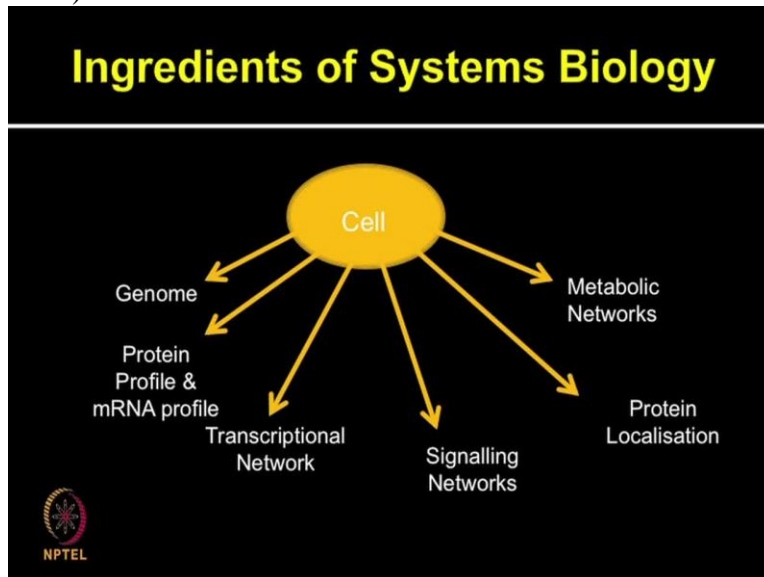 )
Ingredients of Systems Biology
Cell
Genome
Protein
Profile &
mRNA profile
Transcriptional
Network
Signalling
Networks
Protein
Localisation
Metabolic
Networks
NPTEL